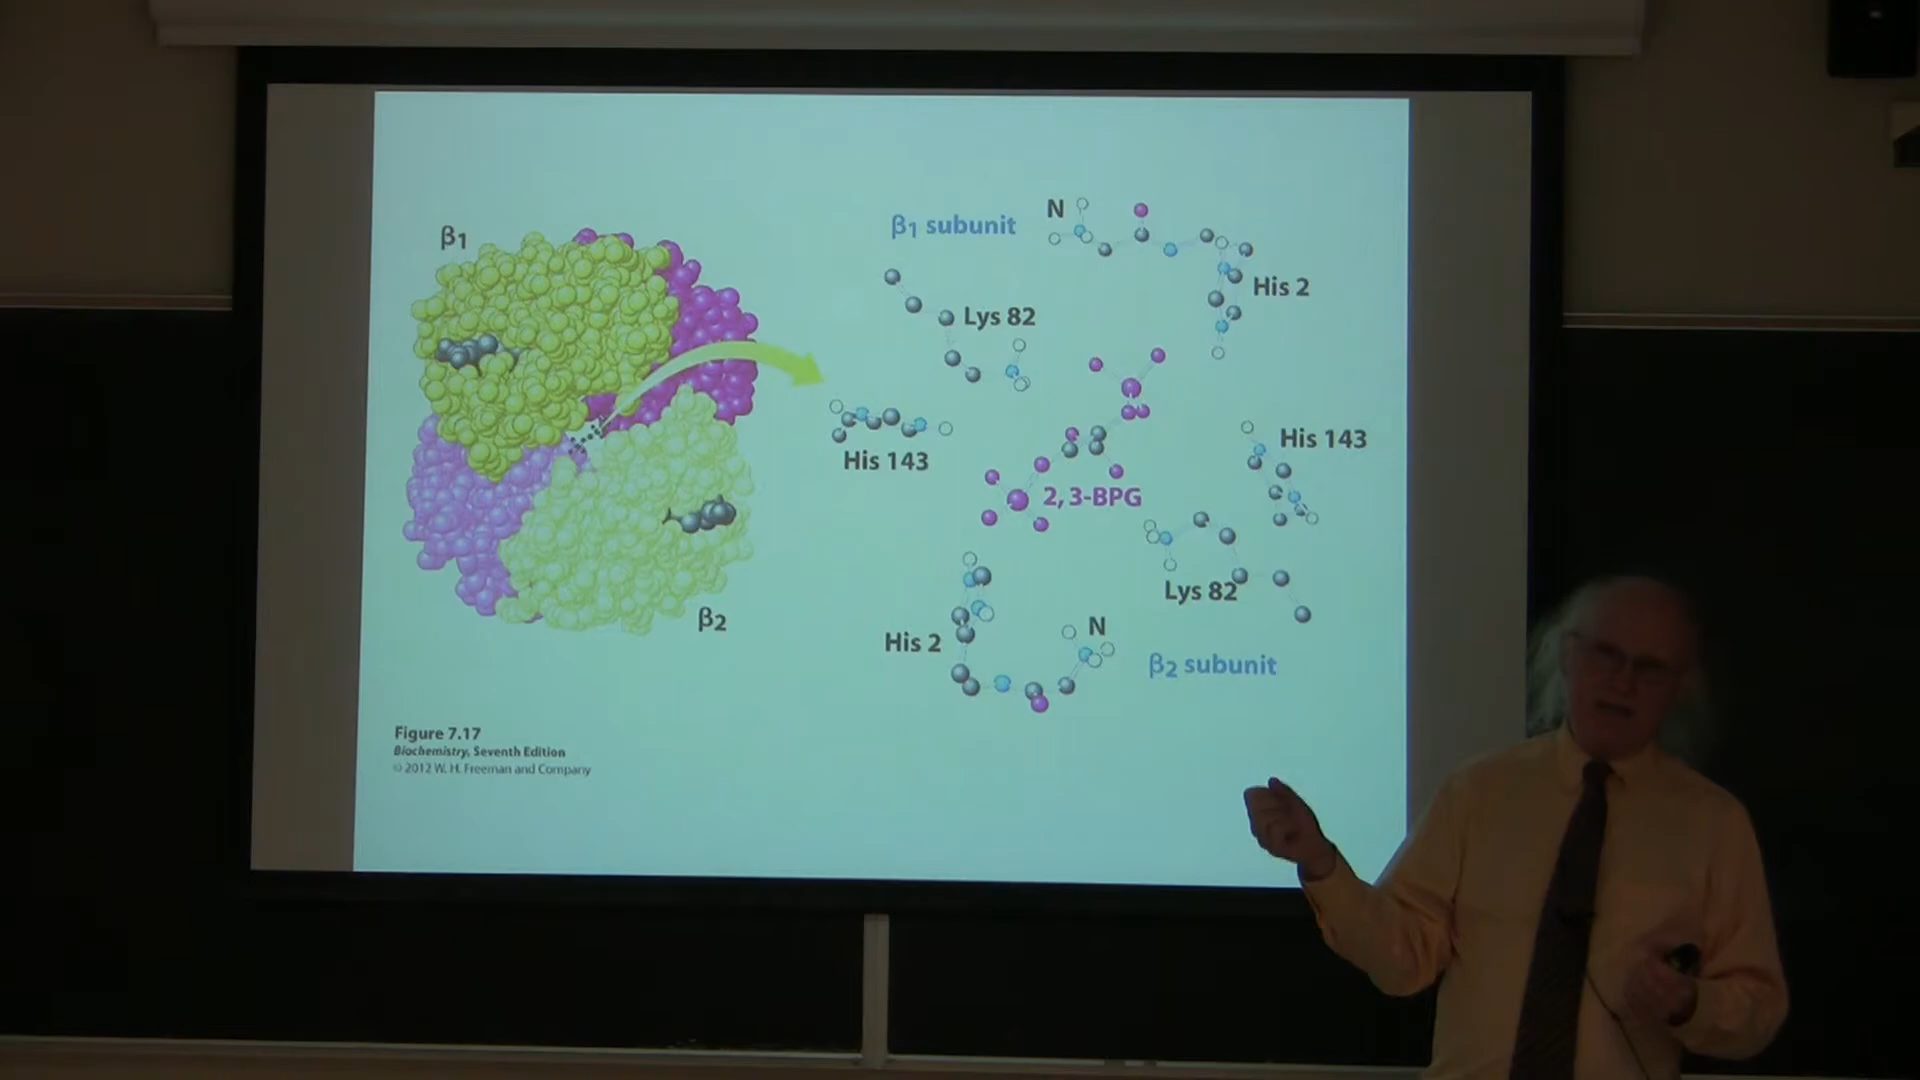 β₁
β₂
Figure 7.17
Biochemistry, Seventh Edition
© 2012 W. H. Freeman and Company
β₁ subunit
N
His 2
Lys 82
His 143
His 143
2,3-BPG
Lys 82
His 2
N
β₂ subunit